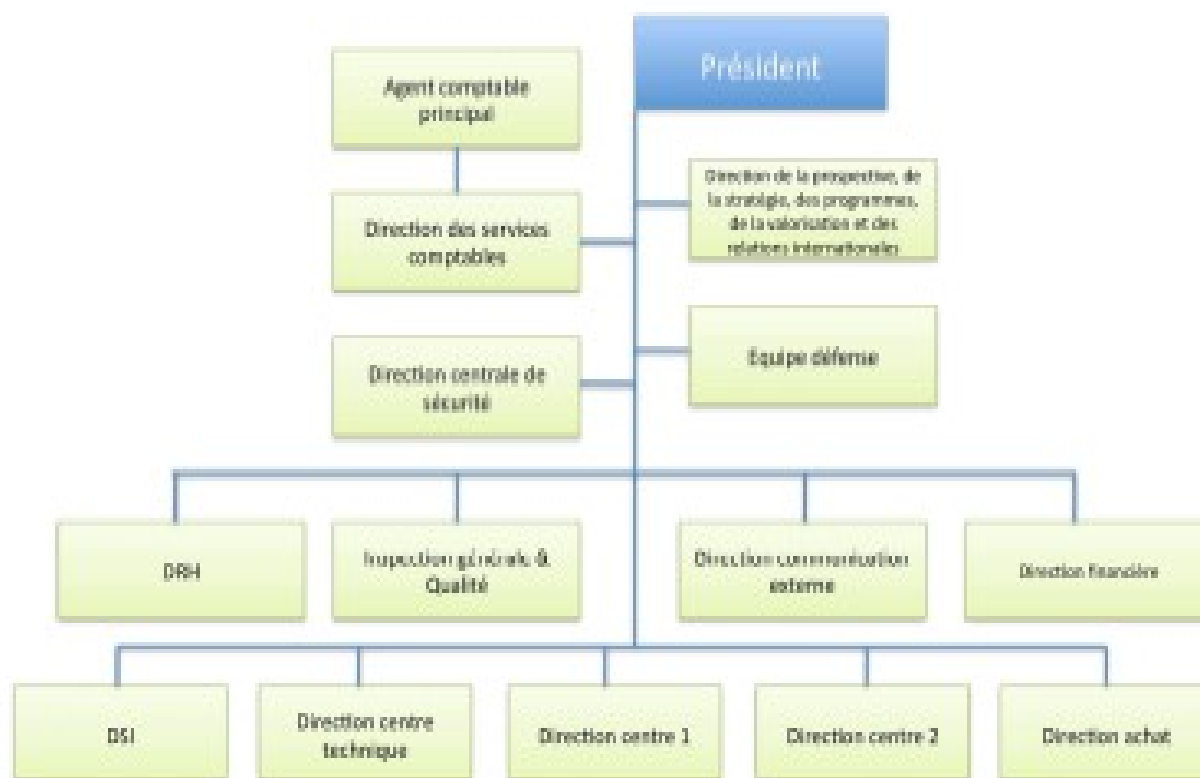 Président
Agent comptable
principal
Direction de la prospective, de
la stratégie, des programmes,
de la valorisation et des
relations internationales
Direction des services
comptables
Equipe défense
Direction centrale de
sécurité
DRH
Inspection générale &
Qualité
Direction communication
externe
Direction financière
DSI
Direction centre
technique
Direction centre 1
Direction centre 2
Direction achat